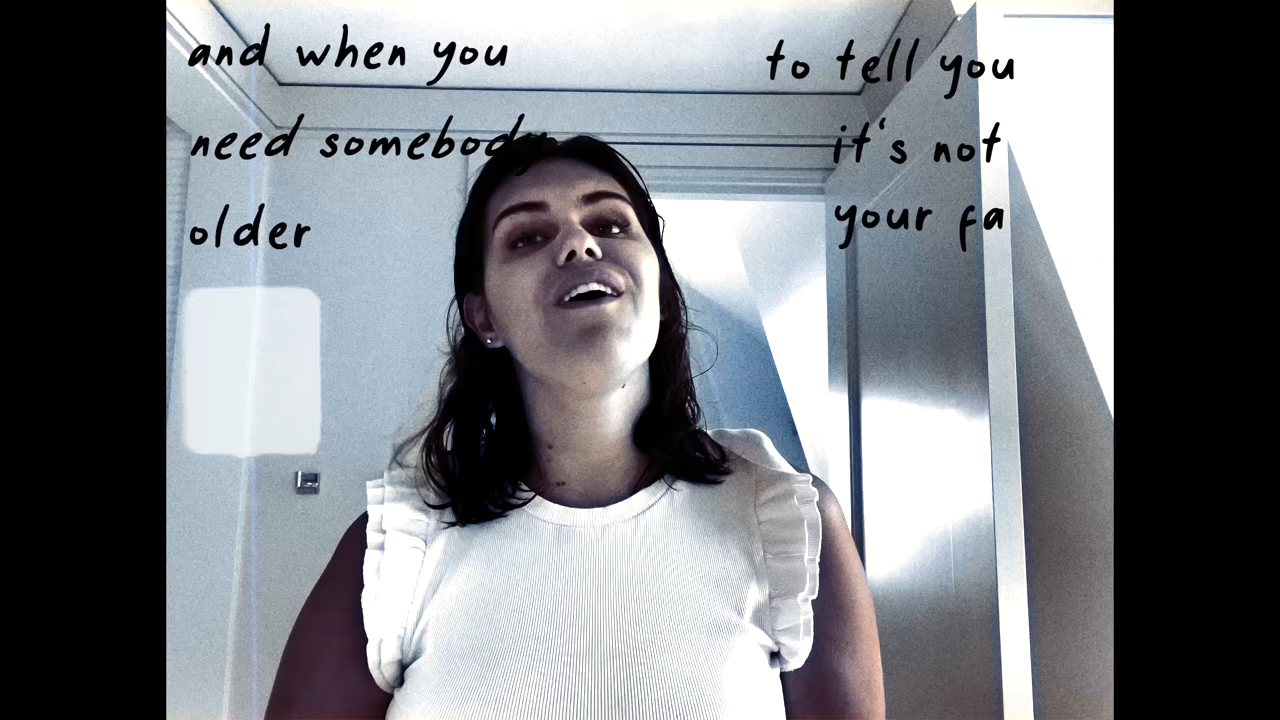 and when you
need somebody
older
to tell you
it's not
your fa